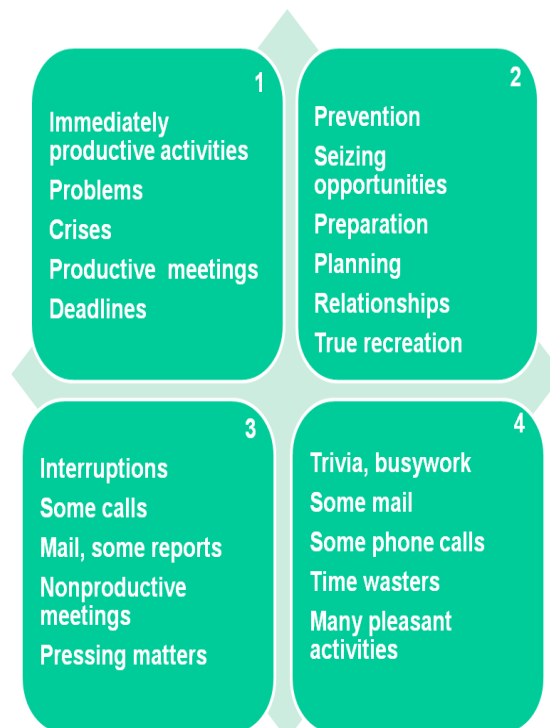 1
Immediately
productive activities
Problems
Crises
Productive  meetings
Deadlines
2
Prevention
Seizing
opportunities
Preparation
Planning
Relationships
True recreation
3
Interruptions
Some calls
Mail, some reports
Nonproductive
meetings
Pressing matters
4
Trivia, busywork
Some mail
Some phone calls
Time wasters
Many pleasant
activities